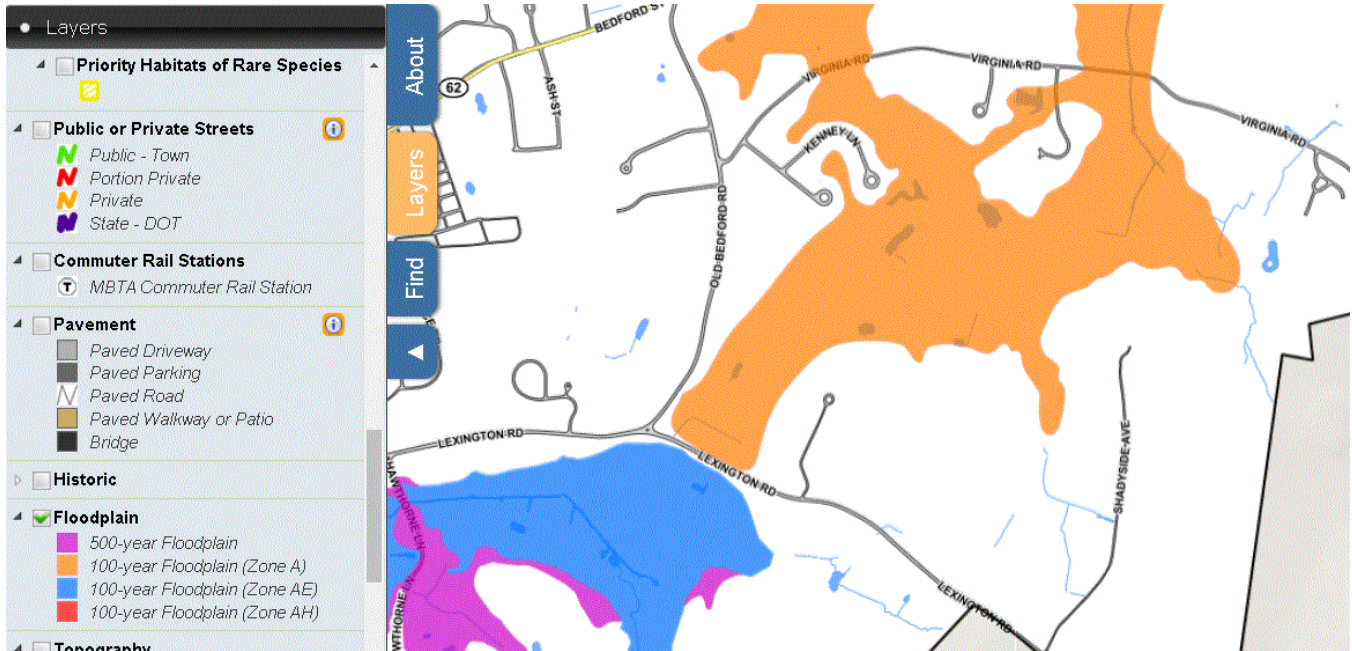 Layers
Priority Habitats of Rare Species
Public or Private Streets
Public - Town
Portion Private
Private
State - DOT
Commuter Rail Stations
T
MBTA Commuter Rail Station
Pavement
Paved Driveway
Paved Parking
Paved Road
Paved Walkway or Patio
Bridge
Historic
Floodplain
500-year Floodplain
100-year Floodplain (Zone A)
100-year Floodplain (Zone AE)
100-year Floodplain (Zone AH)
Topography
About
Layers
Find
BEDFORD ST
62
ASH ST
VIRGINIA RD
VIRGINIA RD
VIRGINIA RD
KENNEY LN
OLD BEDFORD RD
LEXINGTON RD
LEXINGTON RD
LEXINGTON RD
SHADYSIDE AVE
HAWTHORNE LN
WTHORNE LN